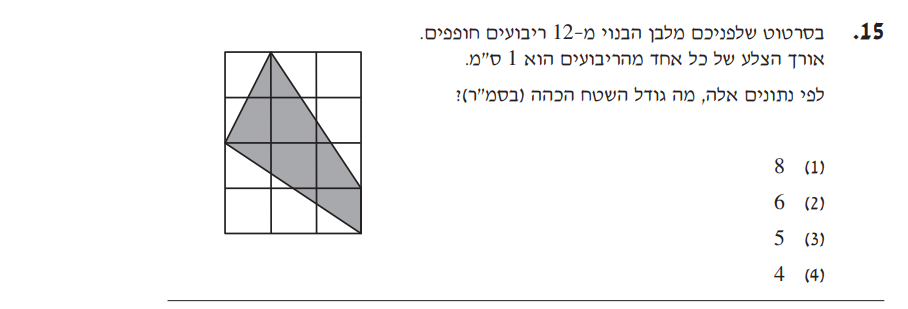 15. בסרטוט שלפניכם מלבן הבנוי מ-12 ריבועים חופפים.
אורך הצלע של כל אחד מהריבועים הוא 1 ס"מ.
לפי נתונים אלה, מה גודל השטח הכהה (בסמ"ר)?
(1) 8
(2) 6
(3) 5
(4) 4